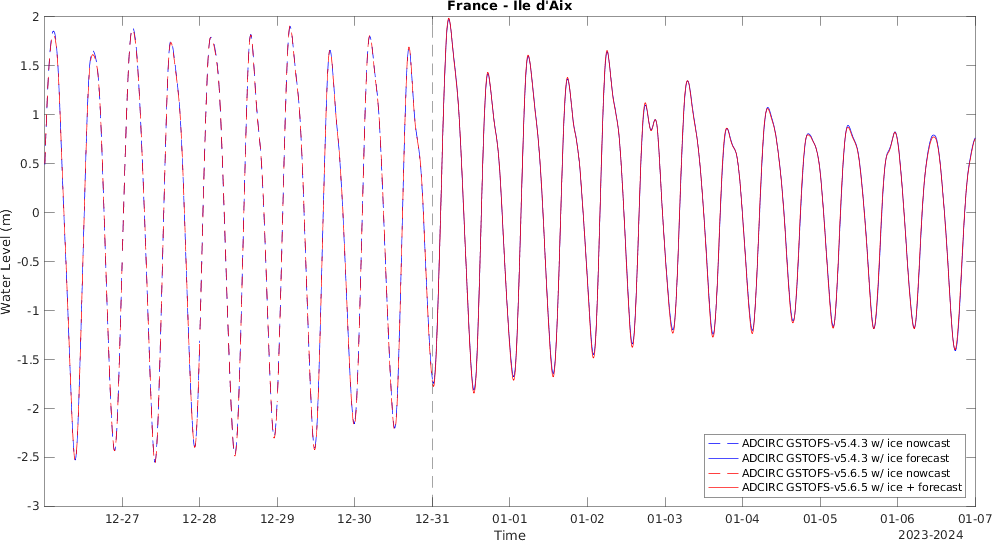 France - Ile d'Aix
2
1.5
1
0.5
0
-0.5
-1
-1.5
-2
-2.5
-3
Water Level (m)
12-27 12-28 12-29 12-30 12-31 01-01 01-02 01-03 01-04 01-05 01-06 01-07
Time
2023-2024
ADCIRC GSTOFS-v5.4.3 w/ ice nowcast
ADCIRC GSTOFS-v5.4.3 w/ ice forecast
ADCIRC GSTOFS-v5.6.5 w/ ice nowcast
ADCIRC GSTOFS-v5.6.5 w/ ice + forecast